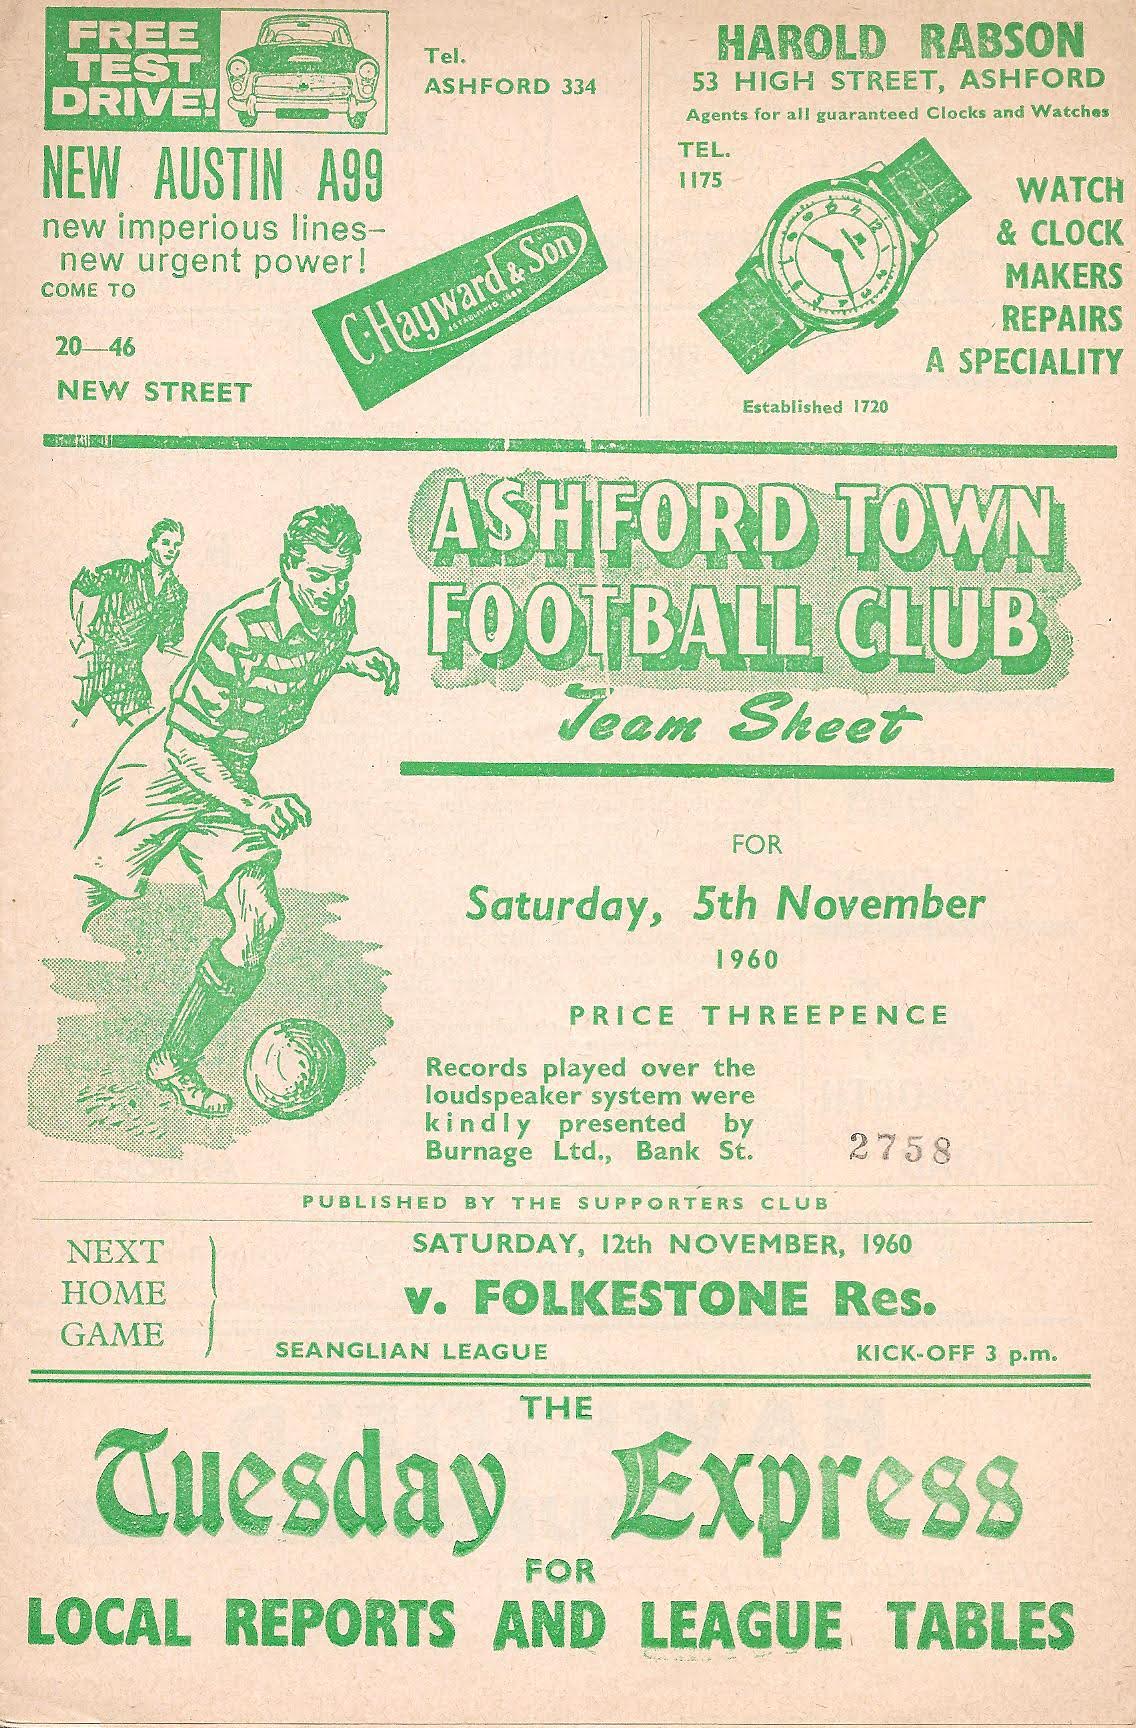 FREE
TEST
DRIVE!
NEW AUSTIN A99
new imperious lines—
new urgent power!
COME TO
20—46
NEW STREET
Tel.
ASHFORD 334
C. Hayward & Son
HAROLD RABSON
53 HIGH STREET, ASHFORD
Agents for all guaranteed Clocks and Watches
TEL.
1175
WATCH
& CLOCK
MAKERS
REPAIRS
A SPECIALITY
Established 1720
ASHFORD TOWN
FOOTBALL CLUB
Team Sheet
FOR
Saturday, 5th November
1960
PRICE THREEPENCE
Records played over the
loudspeaker system were
kindly presented by
Burnage Ltd., Bank St.
2758
PUBLISHED BY THE SUPPORTERS CLUB
NEXT
HOME
GAME
SATURDAY, 12th NOVEMBER, 1960
v. FOLKESTONE Res.
SEANGLIAN LEAGUE KICK-OFF 3 p.m.
THE
Tuesday Express
FOR
LOCAL REPORTS AND LEAGUE TABLES